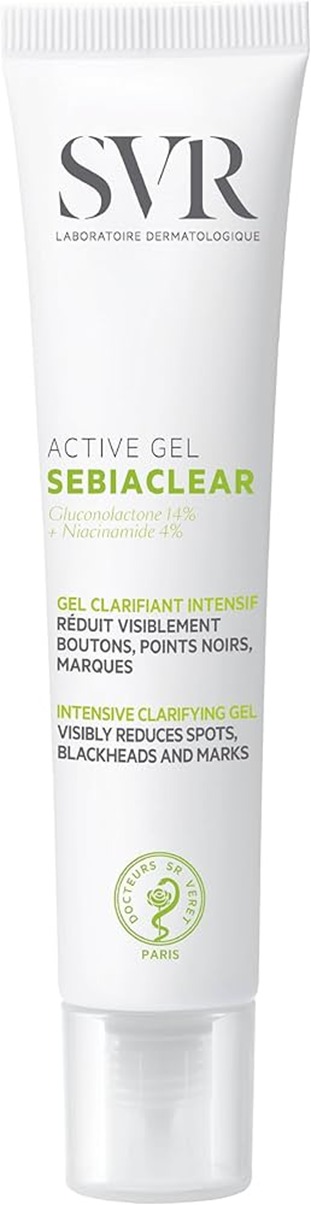 SVR
LABORATOIRE DERMATOLOGIQUE
ACTIVE GEL
SEBIACLEAR
Gluconolactone 14%
+ Niacinamide 4%
GEL CLARIFIANT INTENSIF
RÉDUIT VISIBLEMENT
BOUTONS, POINTS NOIRS,
MARQUES
INTENSIVE CLARIFYING GEL
VISIBLY REDUCES SPOTS,
BLACKHEADS AND MARKS
DOCTEURS SR VERET
PARIS